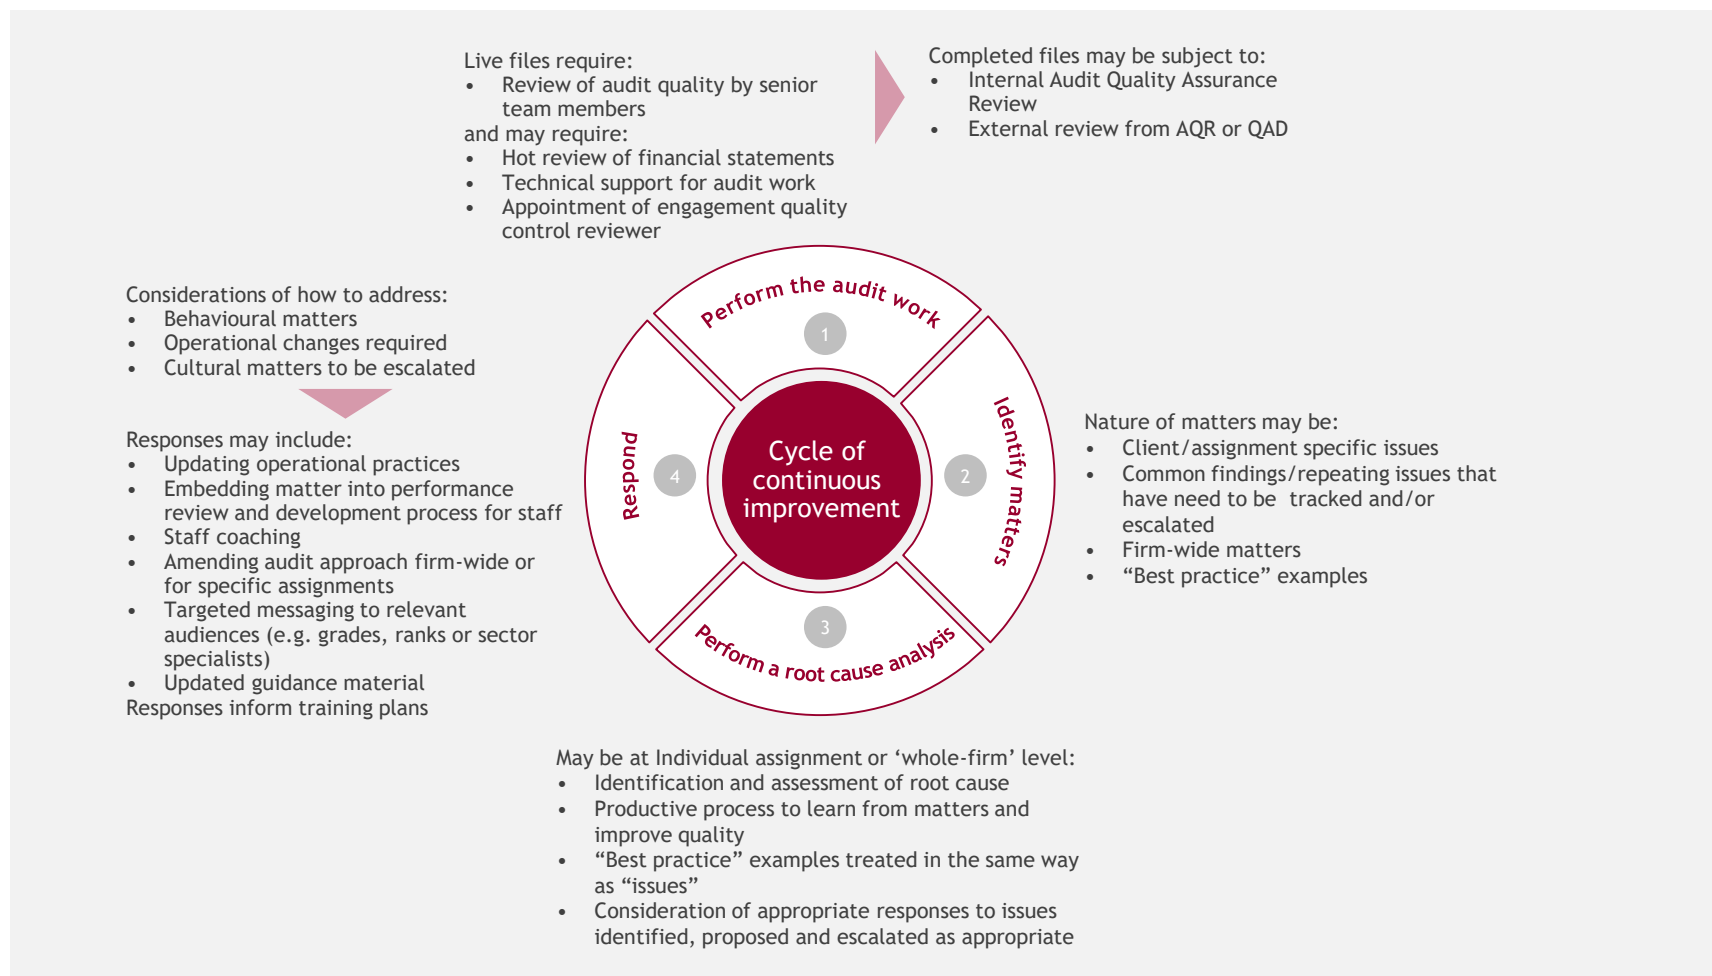 Live files require:
• Review of audit quality by senior
team members
and may require:
• Hot review of financial statements
• Technical support for audit work
• Appointment of engagement quality
control reviewer
Completed files may be subject to:
• Internal Audit Quality Assurance
Review
• External review from AQR or QAD
Perform the audit work
1
Identify matters
2
Perform a root cause analysis
3
Respond
4
Cycle of
continuous
improvement
Nature of matters may be:
• Client/assignment specific issues
• Common findings/repeating issues that
have need to be  tracked and/or
escalated
• Firm-wide matters
• “Best practice” examples
May be at Individual assignment or ‘whole-firm’ level:
• Identification and assessment of root cause
• Productive process to learn from matters and
improve quality
• “Best practice” examples treated in the same way
as “issues”
• Consideration of appropriate responses to issues
identified, proposed and escalated as appropriate
Considerations of how to address:
• Behavioural matters
• Operational changes required
• Cultural matters to be escalated
Responses may include:
• Updating operational practices
• Embedding matter into performance
review and development process for staff
• Staff coaching
• Amending audit approach firm-wide or
for specific assignments
• Targeted messaging to relevant
audiences (e.g. grades, ranks or sector
specialists)
• Updated guidance material
Responses inform training plans